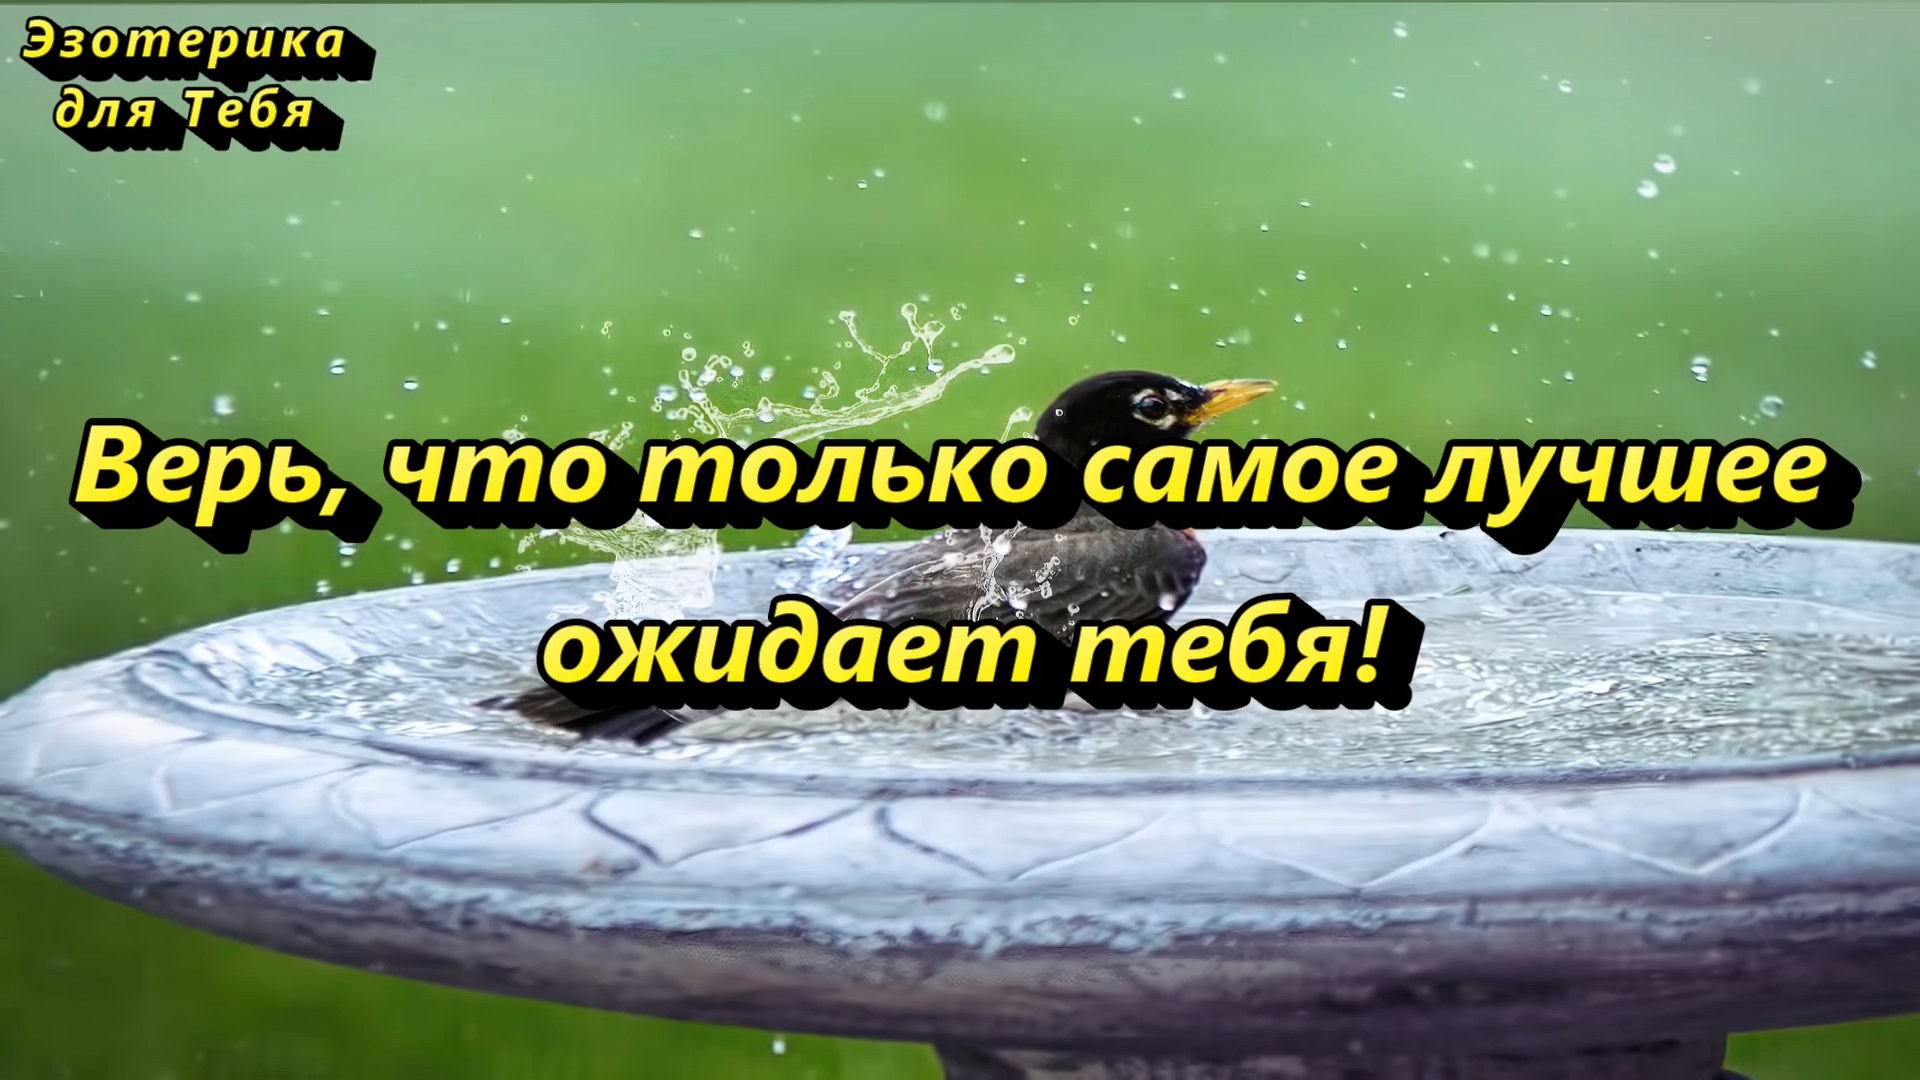 Эзотерика
для Тебя
Верь, что только самое лучшее
ожидает тебя!